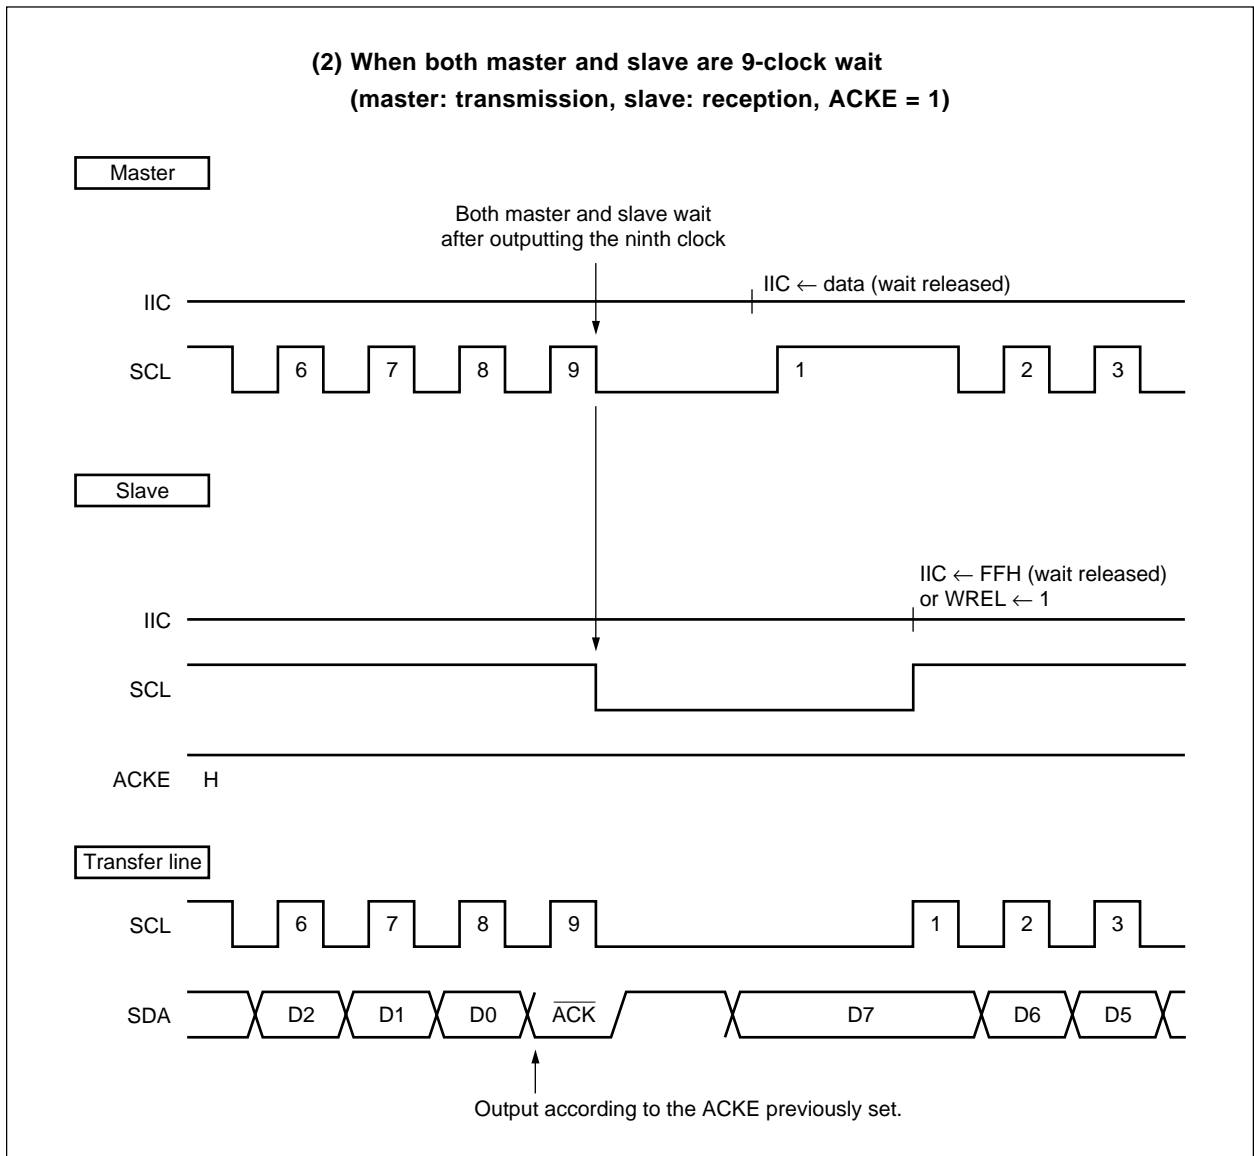 (2) When both master and slave are 9-clock wait
(master: transmission, slave: reception, ACKE = 1)
Master
Both master and slave wait
after outputting the ninth clock
IIC ← data (wait released)
IIC
SCL 6 7 8 9 1 2 3
Slave
IIC ← FFH (wait released)
or WREL ← 1
IIC
SCL
ACKE H
Transfer line
SCL 6 7 8 9 1 2 3
SDA D2 D1 D0 A̅C̅K̅ D7 D6 D5
Output according to the ACKE previously set.